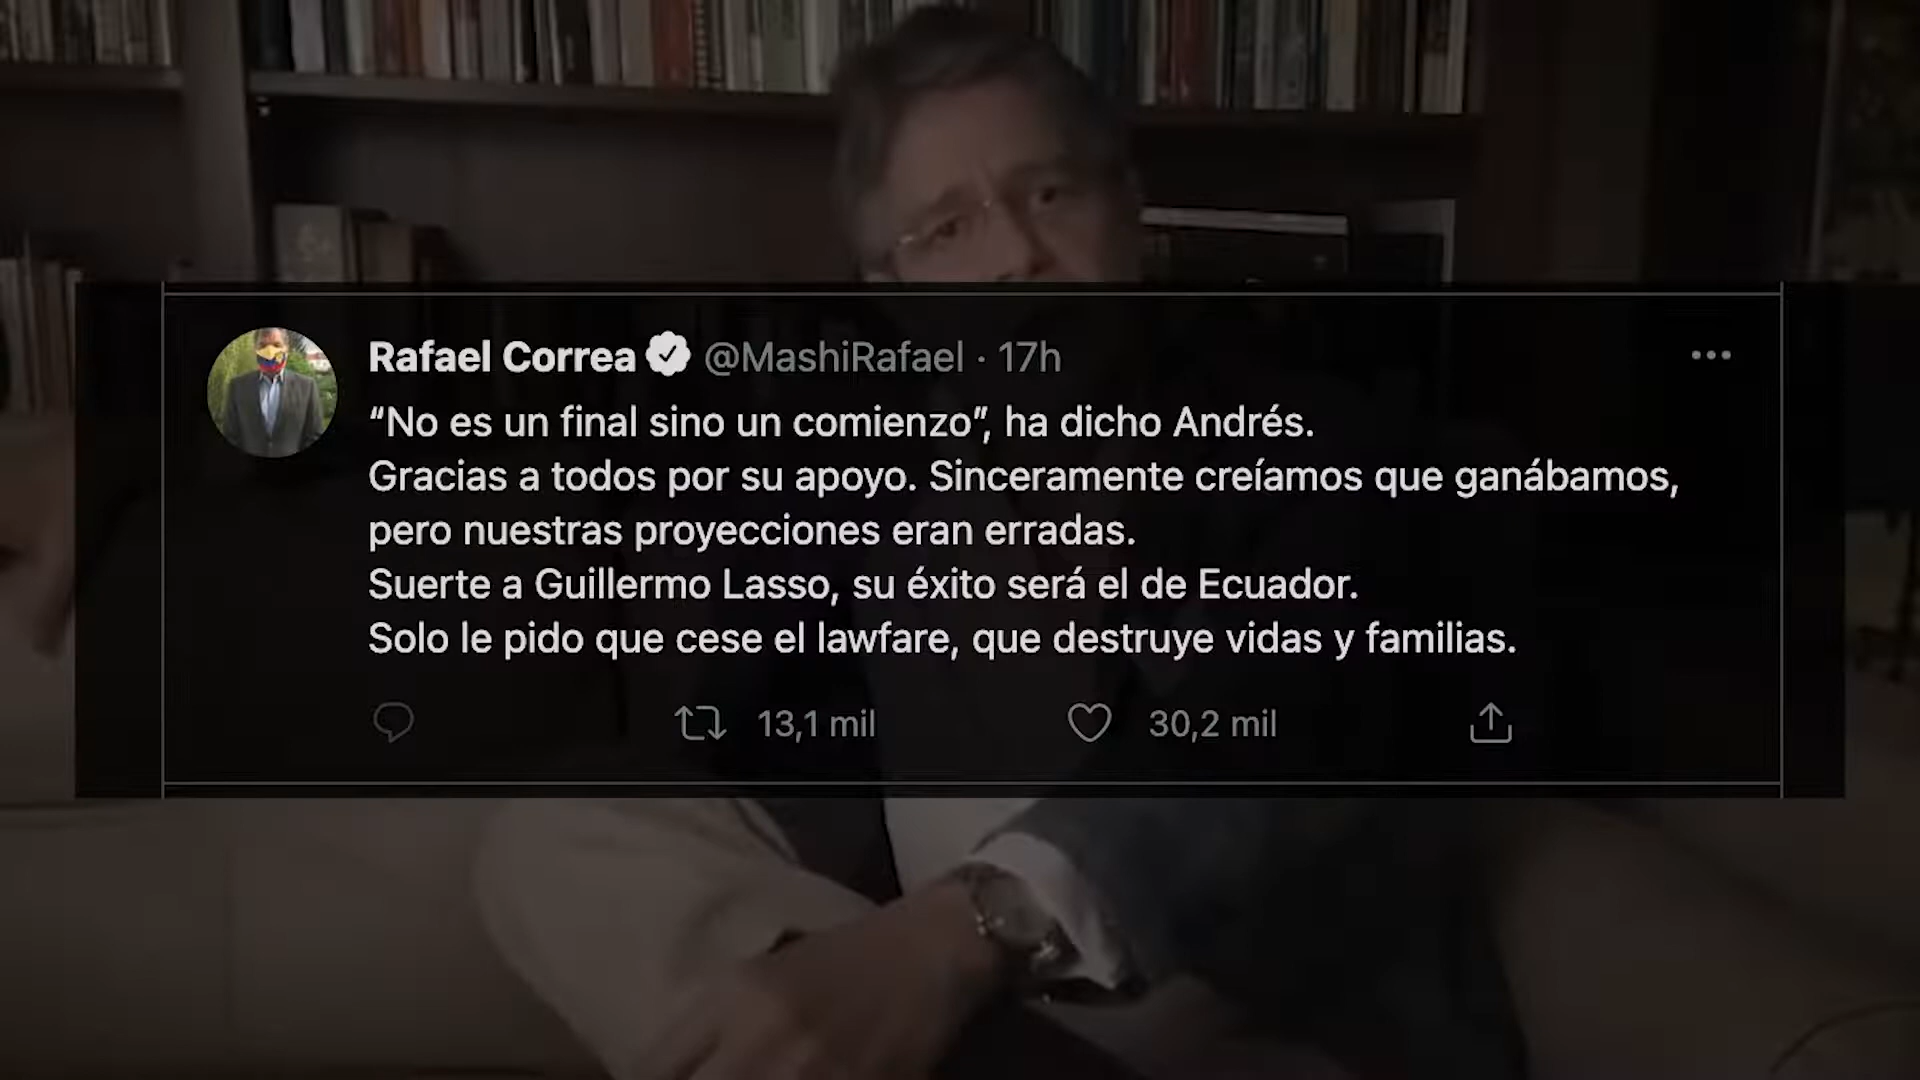 Rafael Correa @MashiRafael · 17h
“No es un final sino un comienzo”, ha dicho Andrés.
Gracias a todos por su apoyo. Sinceramente creíamos que ganábamos,
pero nuestras proyecciones eran erradas.
Suerte a Guillermo Lasso, su éxito será el de Ecuador.
Solo le pido que cese el lawfare, que destruye vidas y familias.
13,1 mil 30,2 mil